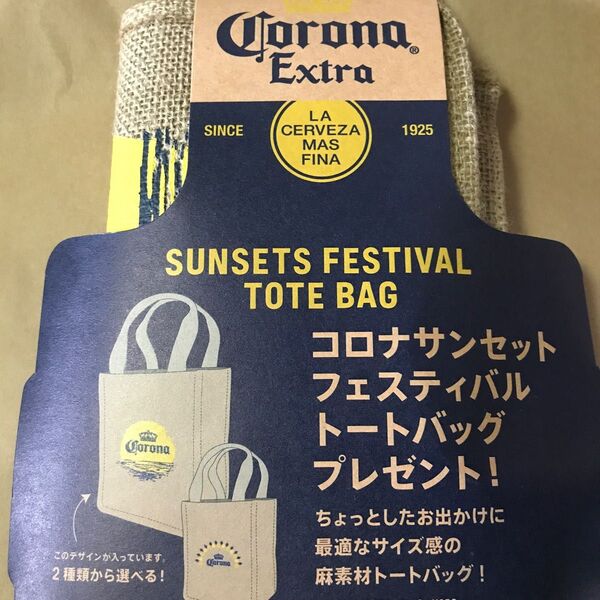 Corona®
Extra
SINCE
LA
CERVEZA
MAS
FINA
1925
SUNSETS FESTIVAL
TOTE BAG
コロナサンセット
フェスティバル
トートバッグ
プレゼント!
ちょっとしたお出かけに
最適なサイズ感の
麻素材トートバッグ!
Corona
Corona
このデザインが入っています。
2種類から選べる!